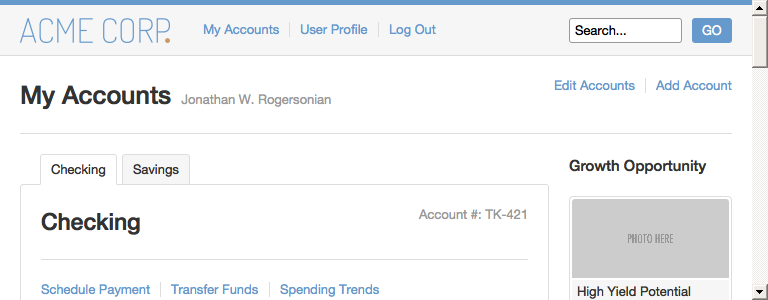 ACME CORP.
My Accounts
User Profile
Log Out
Search...
GO
My Accounts
Jonathan W. Rogersonian
Edit Accounts
Add Account
Checking
Savings
Growth Opportunity
Checking
Account #: TK-421
PHOTO HERE
Schedule Payment
Transfer Funds
Spending Trends
High Yield Potential